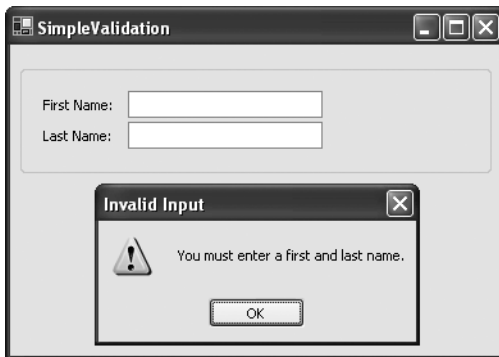 SimpleValidation
First Name:
Last Name:
Invalid Input
You must enter a first and last name.
OK